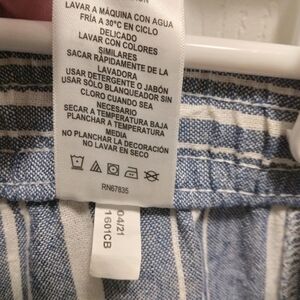 LAVAR A MÁQUINA CON AGUA
FRÍA A 30°C EN CICLO
DELICADO
LAVAR CON COLORES
SIMILARES
SACAR RÁPIDAMENTE DE LA
LAVADORA
USAR DETERGENTE O JABÓN
USAR SÓLO BLANQUEADOR SIN
CLORO CUANDO SEA
NECESARIO
SECAR A TEMPERATURA BAJA
PLANCHAR A TEMPERATURA
MEDIA
NO PLANCHAR LA DECORACIÓN
NO LAVAR EN SECO
RN67835
04/21
1601CB